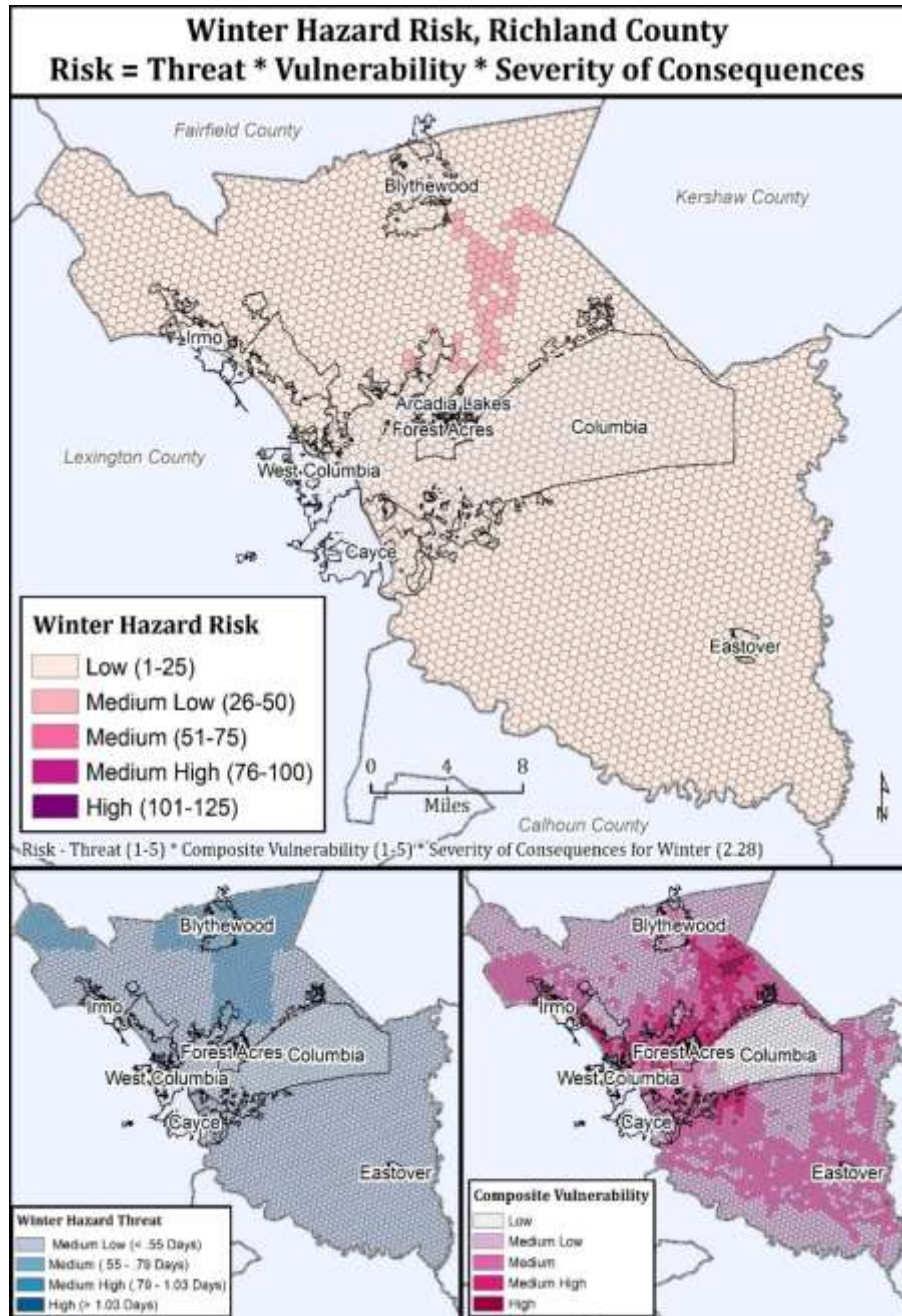 Winter Hazard Risk, Richland County
Risk = Threat * Vulnerability * Severity of Consequences
Fairfield County
Blythewood
Kershaw County
Irmo
Arcadia Lakes
Forest Acres
Columbia
Lexington County
West Columbia
Cayce
Eastover
Winter Hazard Risk
Low (1-25)
Medium Low (26-50)
Medium (51-75)
Medium High (76-100)
High (101-125)
0 4 8
Miles
N
Calhoun County
Risk - Threat (1-5) * Composite Vulnerability (1-5) * Severity of Consequences for Winter (2.28)
Blythewood
Irmo
Forest Acres
Columbia
West Columbia
Cayce
Eastover
Winter Hazard Threat
Medium Low (< .55 Days)
Medium (.55 - .79 Days)
Medium High (.79 - 1.03 Days)
High (> 1.03 Days)
Blythewood
Irmo
Forest Acres
Columbia
West Columbia
Cayce
Eastover
Composite Vulnerability
Low
Medium Low
Medium
Medium High
High